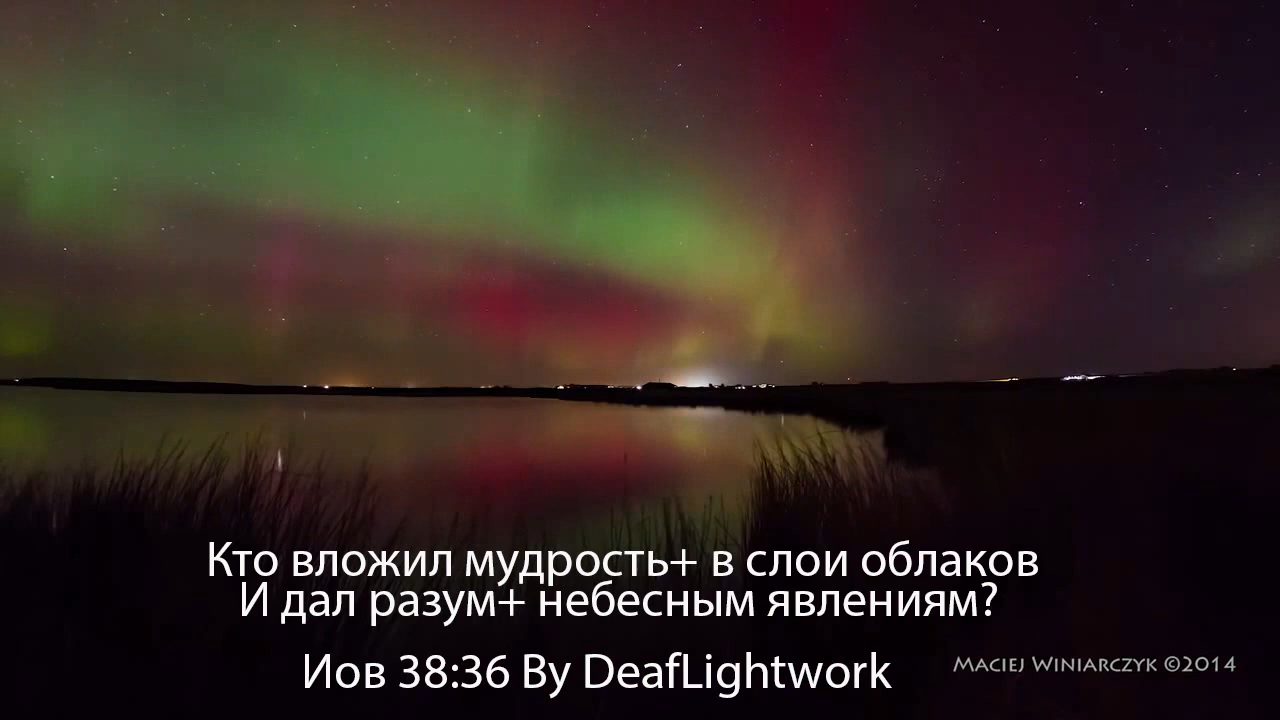 Кто вложил мудрость+ в слои облаков
И дал разум+ небесным явлениям?
Иов 38:36 By DeafLightwork
MACIEJ WINIARCZYK ©2014